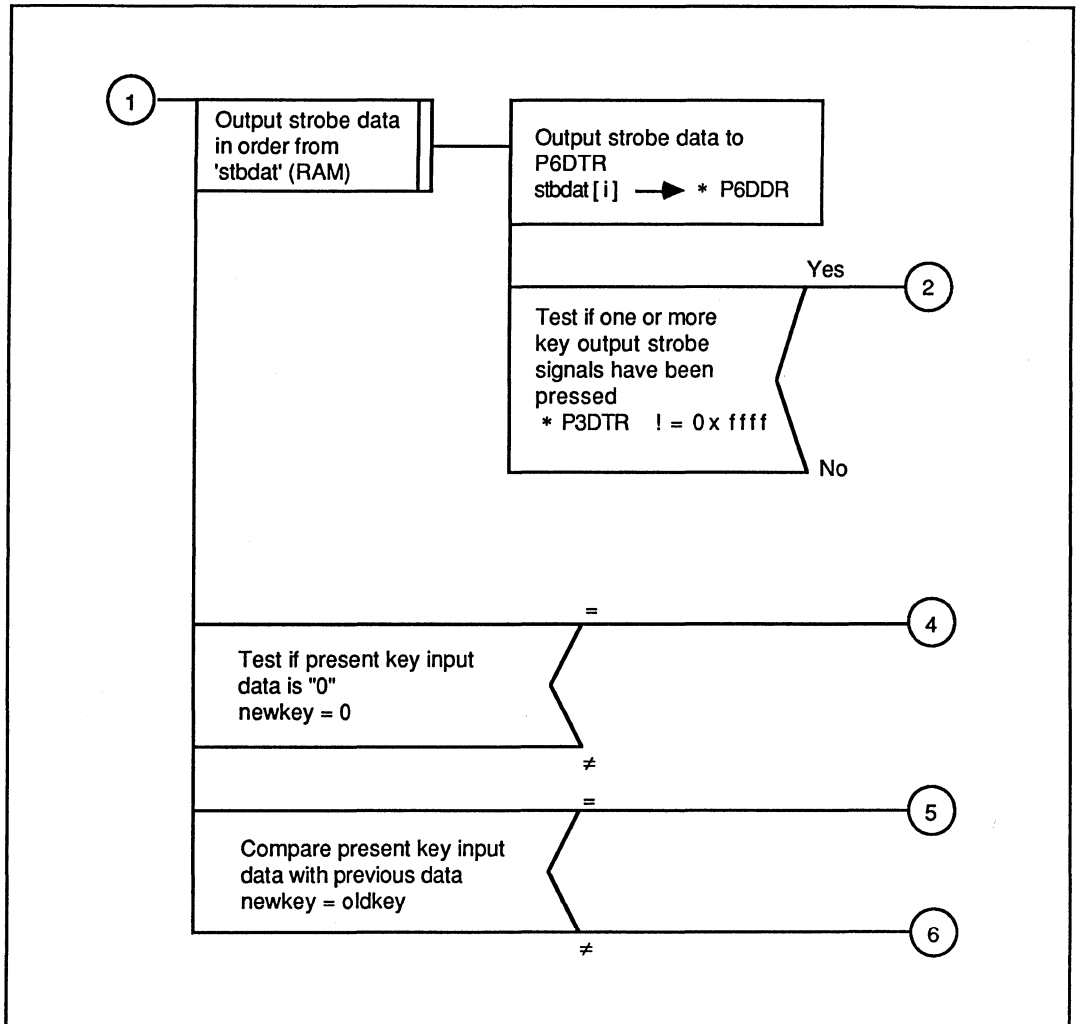 1
Output strobe data
in order from
'stbdat' (RAM)
Output strobe data to
P6DTR
stbdat[i] → * P6DDR
Yes
2
Test if one or more
key output strobe
signals have been
pressed
* P3DTR ! = 0x ffff
No
=
4
Test if present key input
data is "0"
newkey = 0
≠
=
5
Compare present key input
data with previous data
newkey = oldkey
≠
6